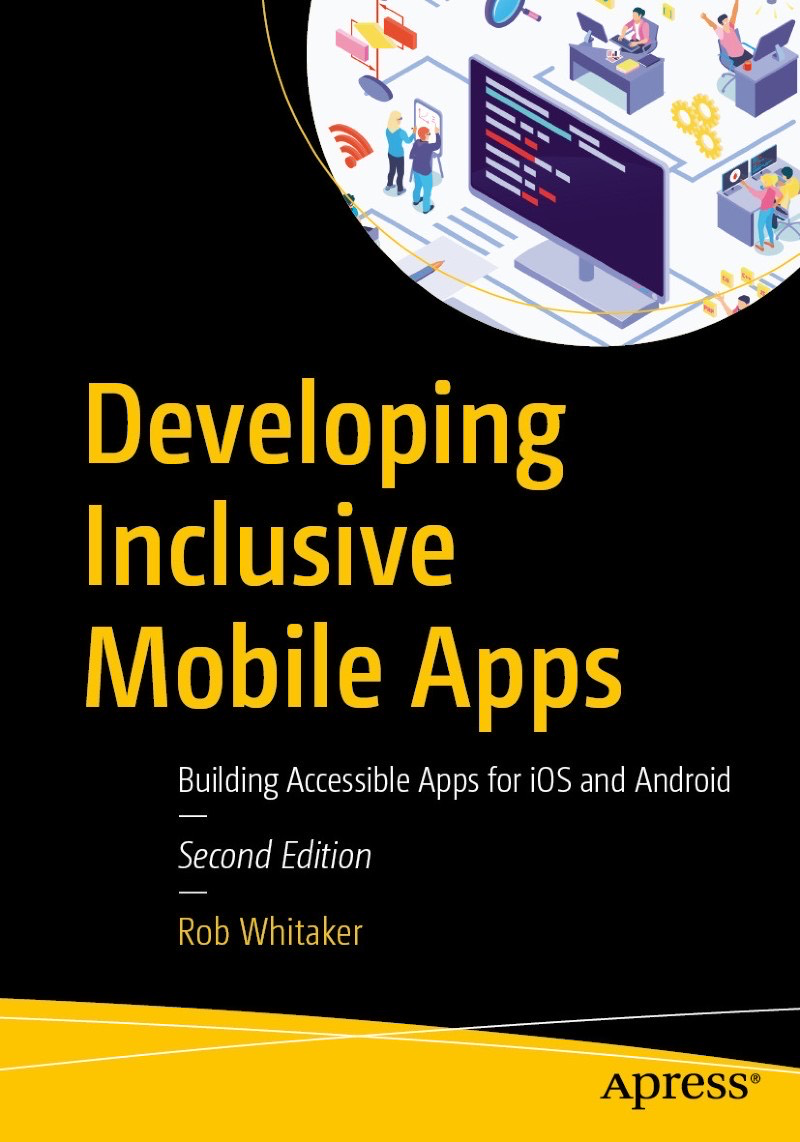 Developing
Inclusive
Mobile Apps
Building Accessible Apps for iOS and Android
Second Edition
Rob Whitaker
Apress®